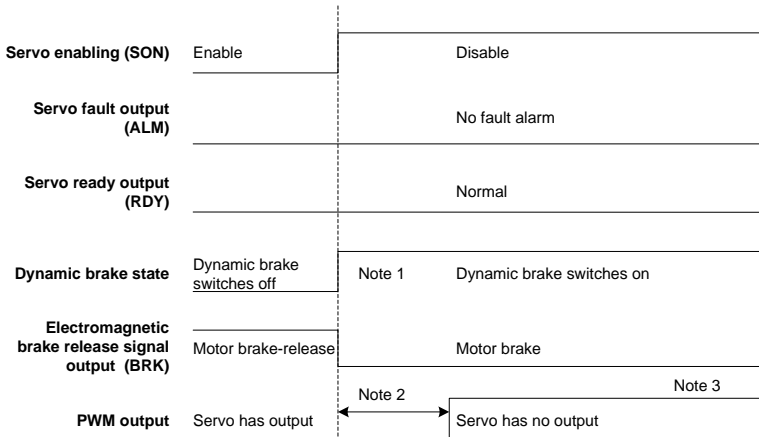 Servo enabling (SON) Enable Disable
Servo fault output
(ALM) No fault alarm
Servo ready output
(RDY) Normal
Dynamic brake state Dynamic brake
switches off Note 1 Dynamic brake switches on
Electromagnetic
brake release signal
output (BRK) Motor brake-release Motor brake
Note 2 Note 3
PWM output Servo has output Servo has no output